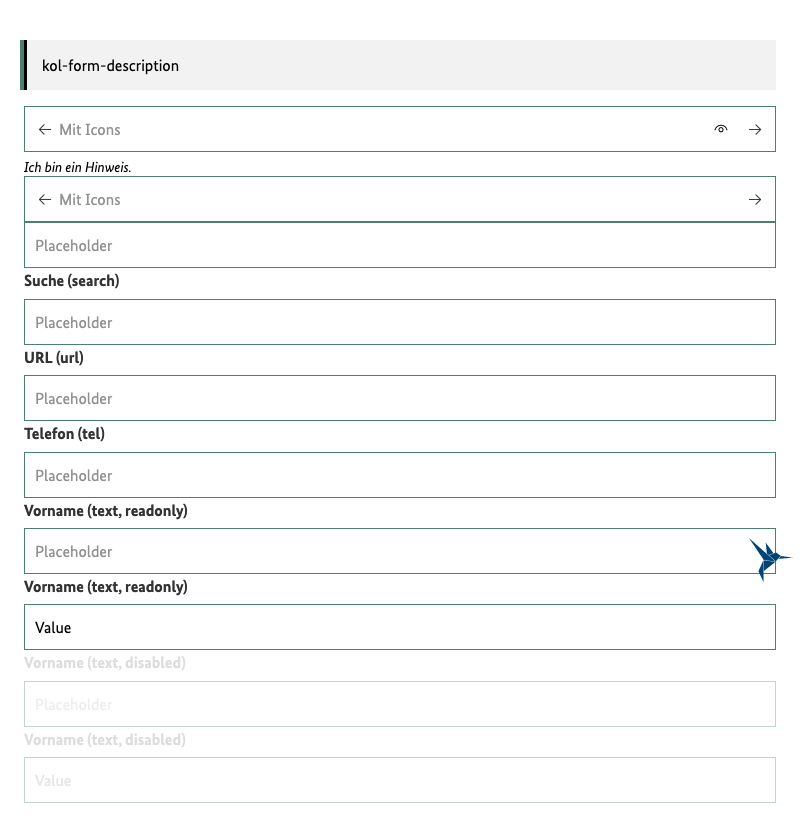 kol-form-description
Mit Icons
Ich bin ein Hinweis.
Mit Icons
Placeholder
Suche (search)
Placeholder
URL (url)
Placeholder
Telefon (tel)
Placeholder
Vorname (text, readonly)
Placeholder
Vorname (text, readonly)
Value
Vorname (text, disabled)
Placeholder
Vorname (text, disabled)
Value